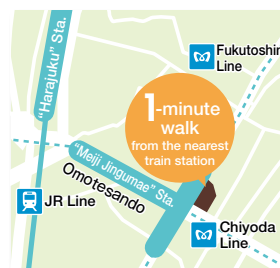 "Harajuku" Sta.
Fukutoshin
Line
1-minute
walk
from the nearest
train station
"Meiji Jingumae" Sta.
Omotesando
JR Line
Chiyoda
Line